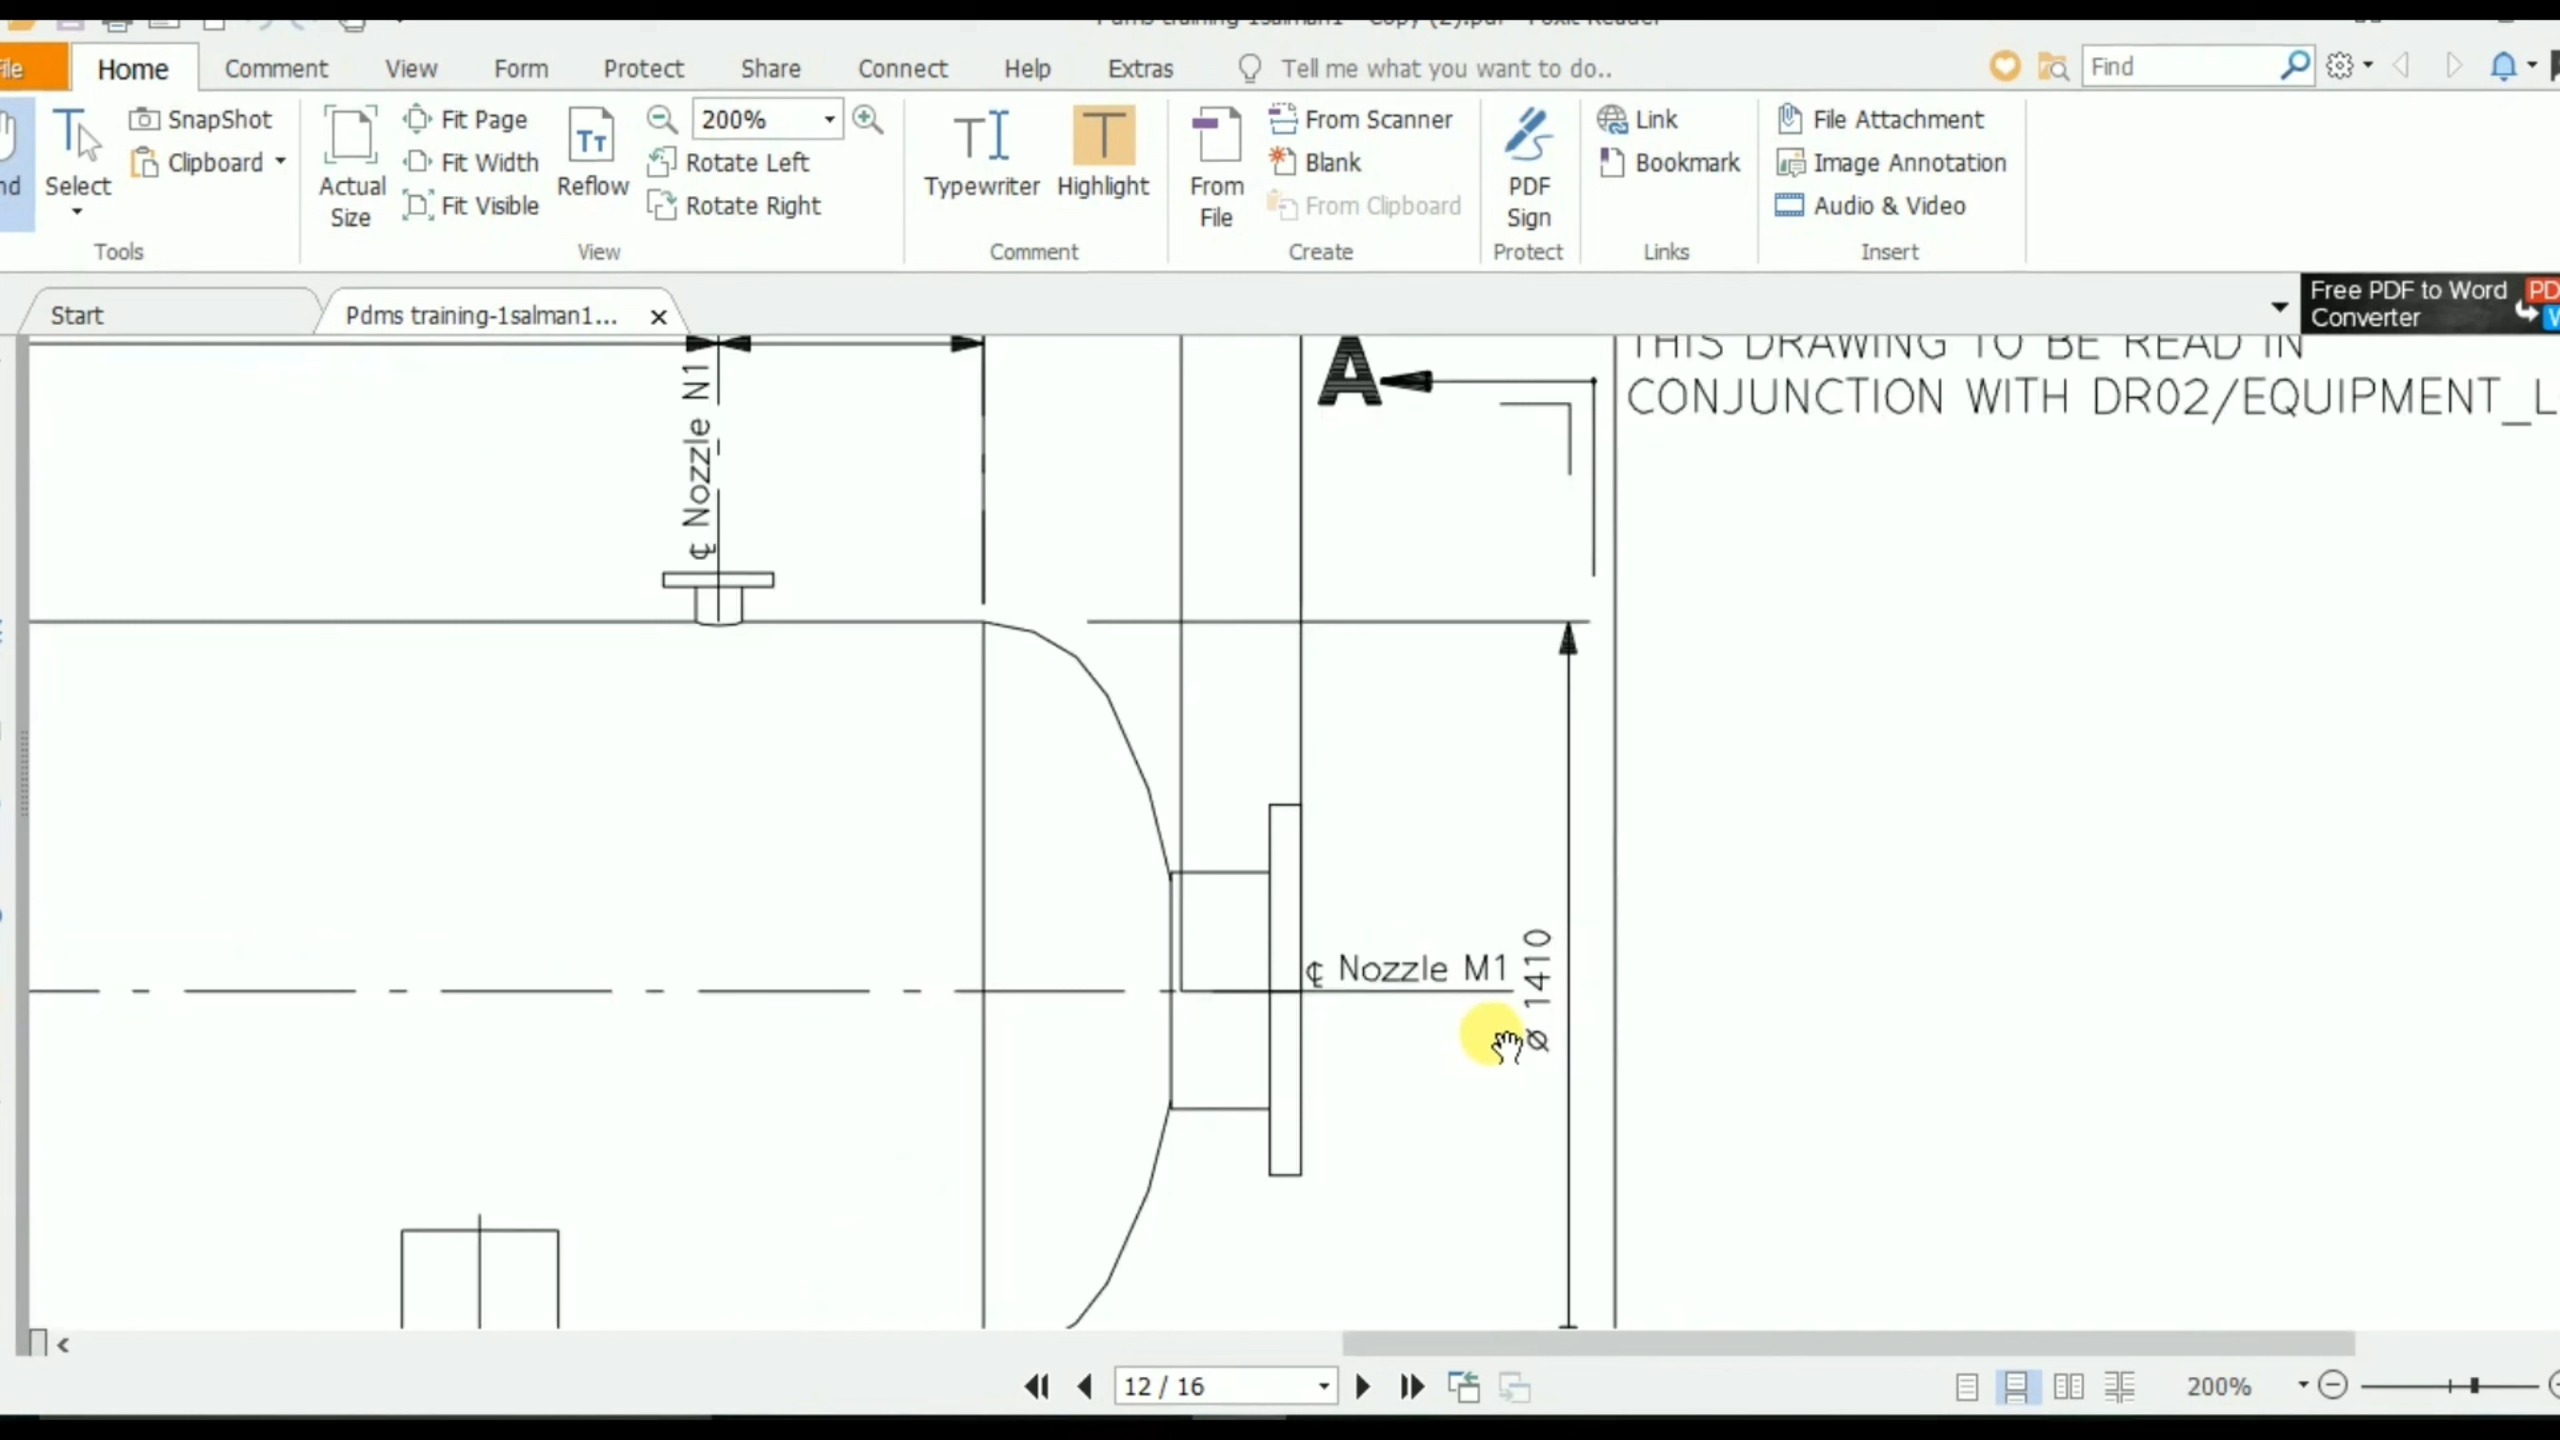 File Home Comment View Form Protect Share Connect Help Extras Tell me what you want to do.. Find
SnapShot Fit Page 200% From Scanner Link File Attachment
Clipboard Fit Width Rotate Left Blank Bookmark Image Annotation
Select Actual Size Fit Visible Reflow Rotate Right Typewriter Highlight From File From Clipboard PDF Sign Audio & Video
Tools View Comment Create Protect Links Insert
Start Pdms training-1salman1... Free PDF to Word
Converter
THIS DRAWING TO BE READ IN
CONJUNCTION WITH DR02/EQUIPMENT_L
A
℄ Nozzle N1
℄ Nozzle M1
⌀ 1410
12 / 16 200%